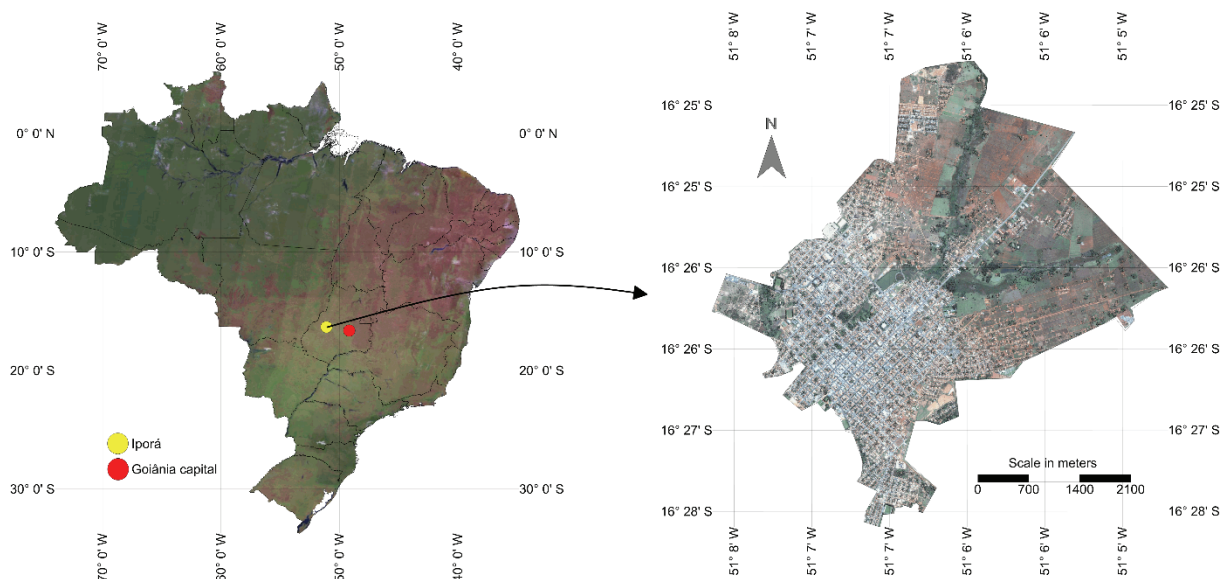 70° 0' W
60° 0' W
50° 0' W
40° 0' W
0° 0' N
0° 0' N
10° 0' S
10° 0' S
20° 0' S
20° 0' S
30° 0' S
30° 0' S
Iporá
Goiânia capital
70° 0' W
60° 0' W
50° 0' W
40° 0' W
51° 8' W
51° 7' W
51° 7' W
51° 6' W
51° 6' W
51° 5' W
16° 25' S
16° 25' S
N
16° 25' S
16° 25' S
16° 26' S
16° 26' S
16° 26' S
16° 26' S
16° 27' S
16° 27' S
Scale in meters
0 700 1400 2100
16° 28' S
16° 28' S
51° 8' W
51° 7' W
51° 7' W
51° 6' W
51° 6' W
51° 5' W